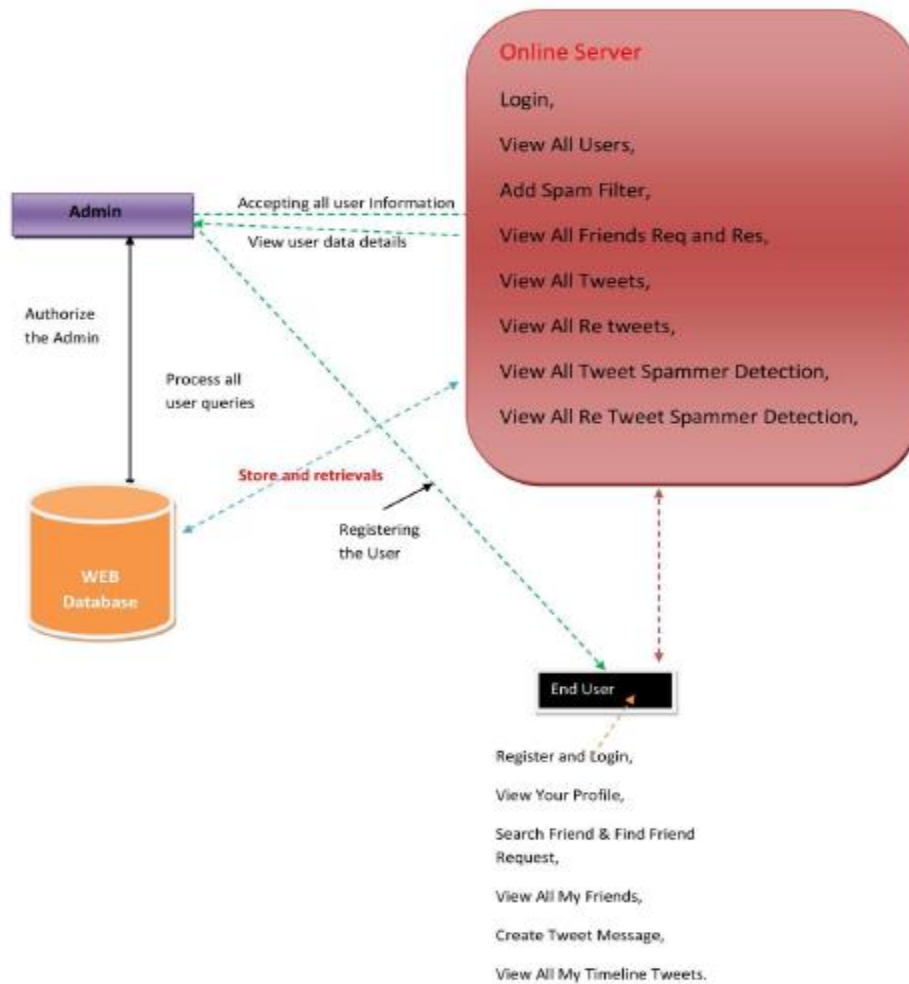 Online Server
Login,
View All Users,
Add Spam Filter,
View All Friends Req and Res,
View All Tweets,
View All Re tweets,
View All Tweet Spammer Detection,
View All Re Tweet Spammer Detection,
Admin
Accepting all user Information
View user data details
Authorize
the Admin
Process all
user queries
Store and retrievals
Registering
the User
WEB
Database
End User
Register and Login,
View Your Profile,
Search Friend & Find Friend
Request,
View All My Friends,
Create Tweet Message,
View All My Timeline Tweets.